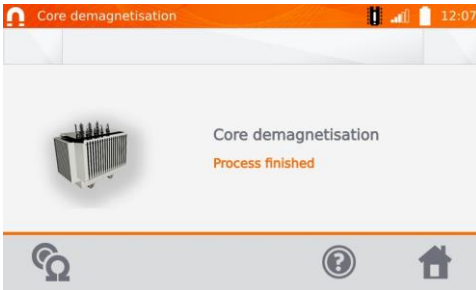 Core demagnetisation
12:07
Core demagnetisation
Process finished